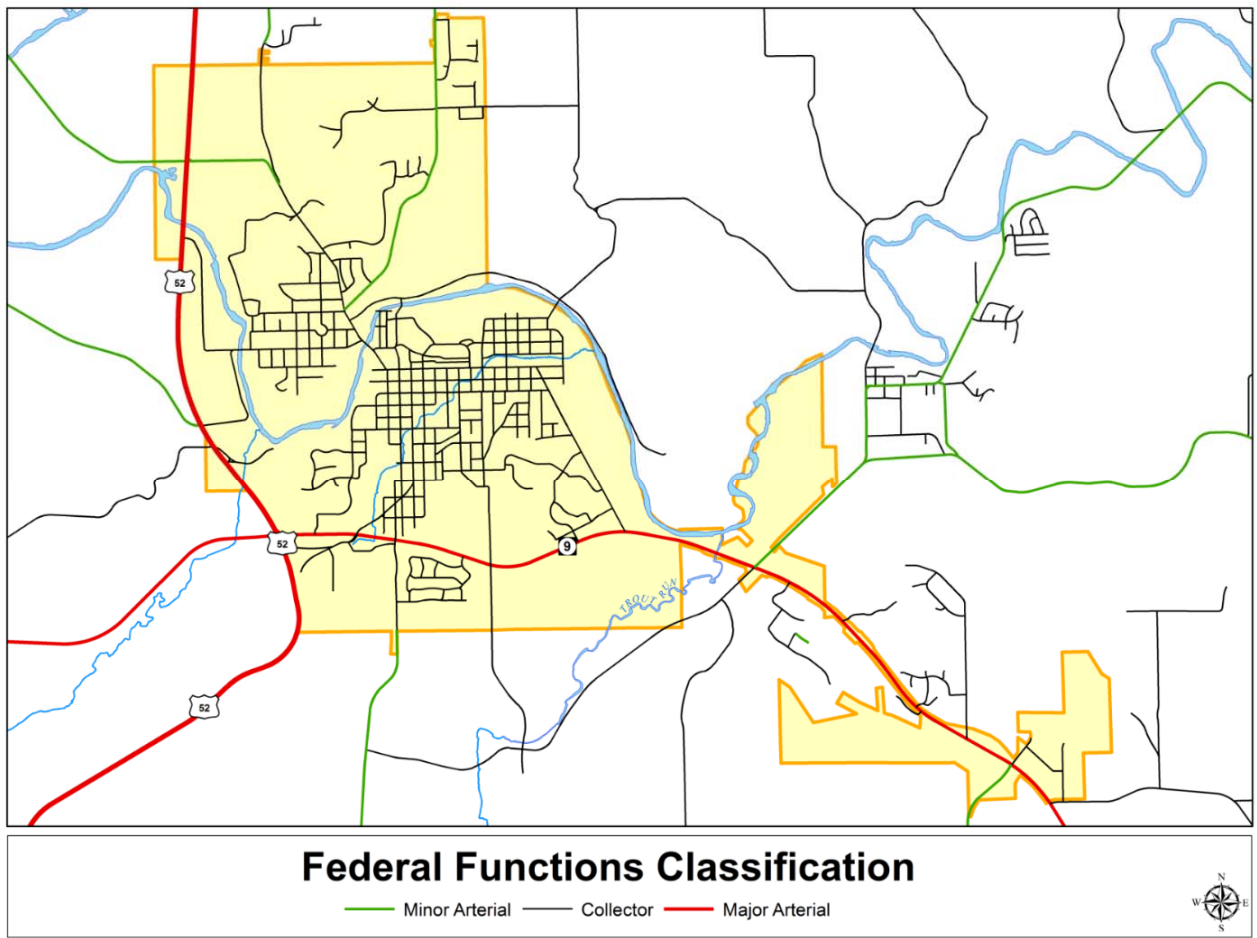 52
52
9
TROUT RUN
52
Federal Functions Classification
Minor Arterial Collector Major Arterial
N
W E
S